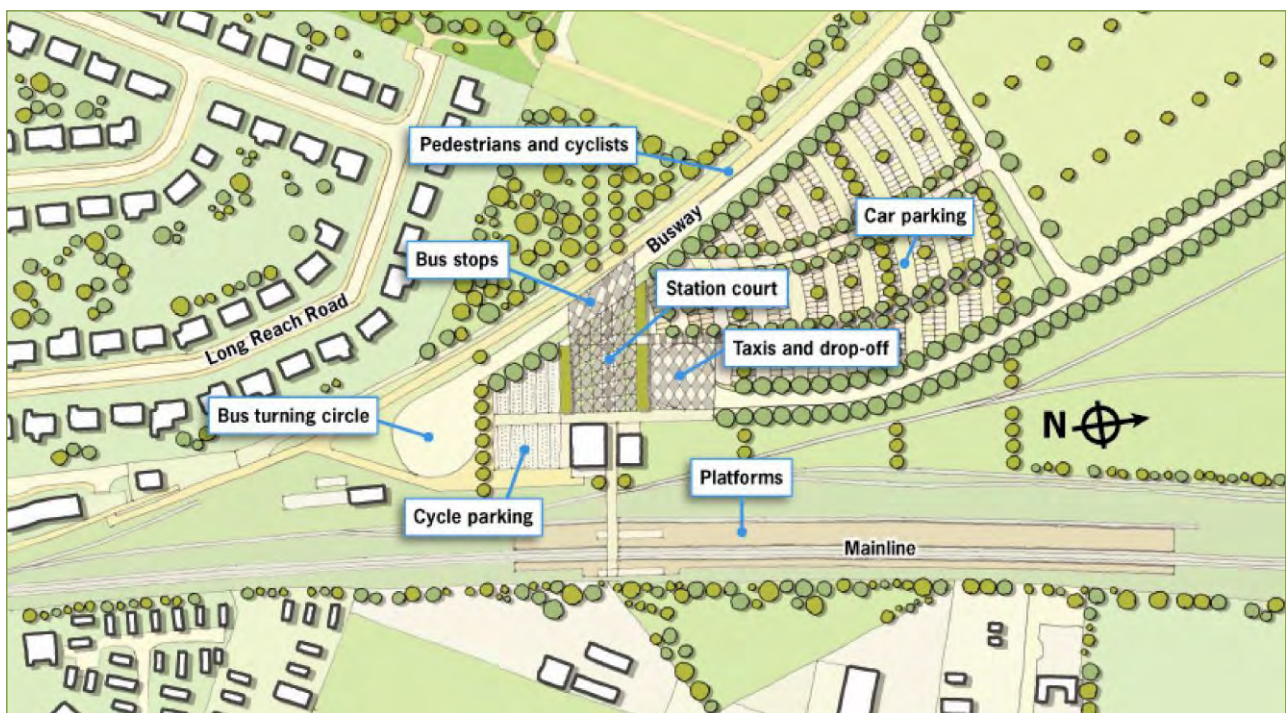 Pedestrians and cyclists
Busway
Car parking
Bus stops
Station court
Long Reach Road
Taxis and drop-off
Bus turning circle
N
Platforms
Cycle parking
Mainline